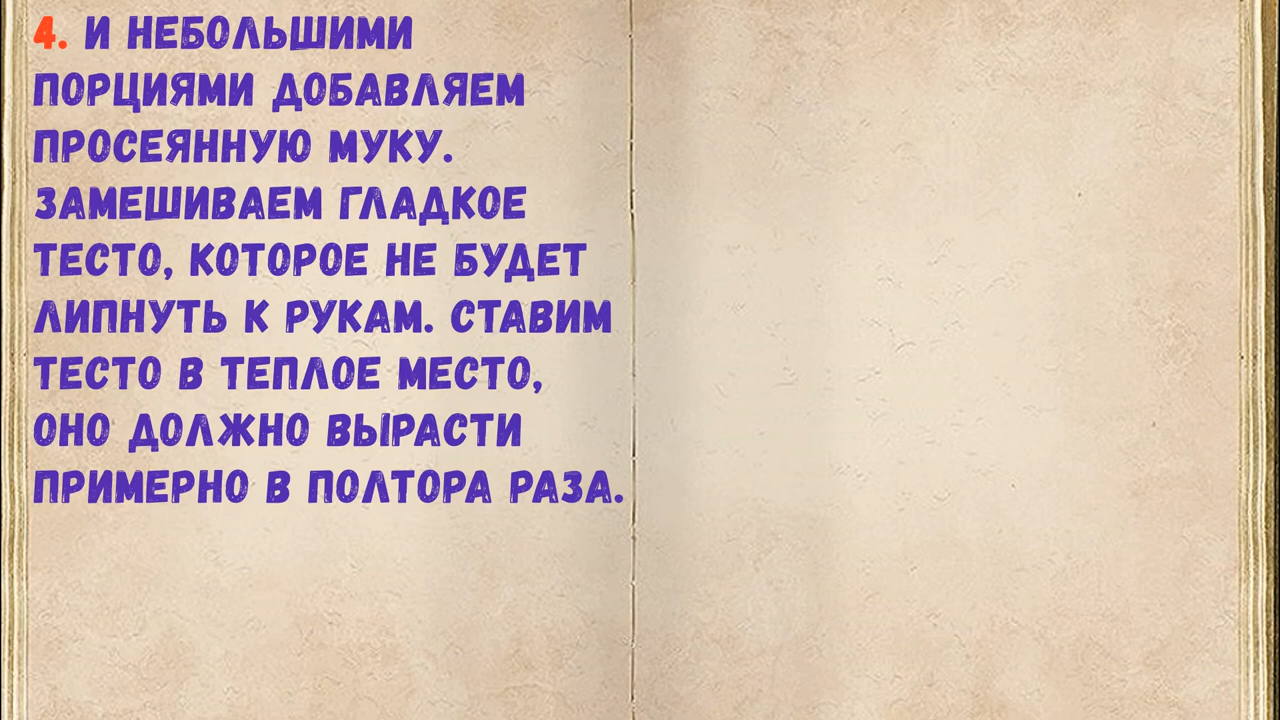 4. И НЕБОЛЬШИМИ
ПОРЦИЯМИ ДОБАВЛЯЕМ
ПРОСЕЯННУЮ МУКУ.
ЗАМЕШИВАЕМ ГЛАДКОЕ
ТЕСТО, КОТОРОЕ НЕ БУДЕТ
ЛИПНУТЬ К РУКАМ. СТАВИМ
ТЕСТО В ТЕПЛОЕ МЕСТО,
ОНО ДОЛЖНО ВЫРАСТИ
ПРИМЕРНО В ПОЛТОРА РАЗА.